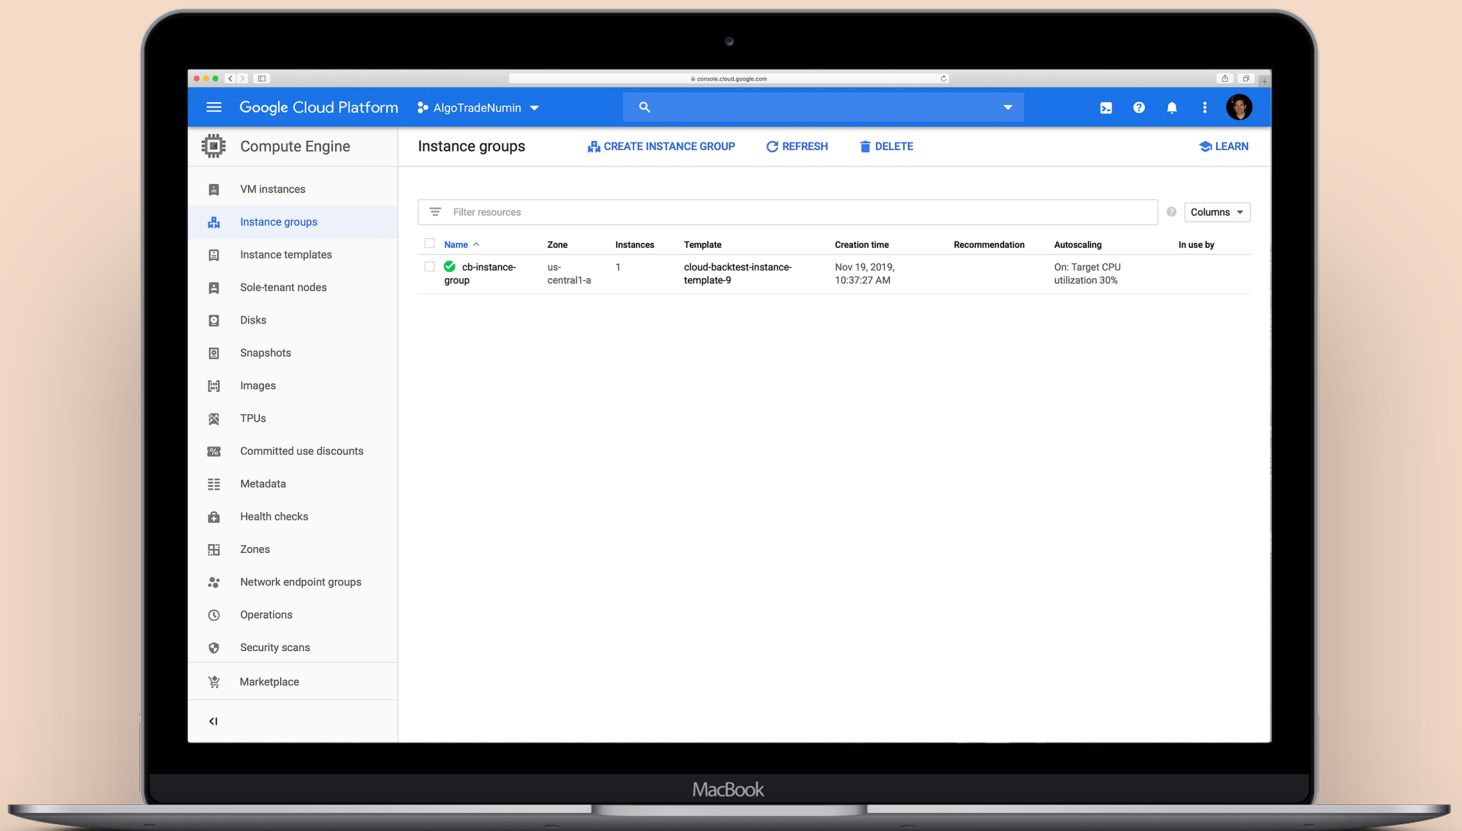 console.cloud.google.com
Google Cloud Platform
AlgoTradeNumin
Compute Engine
Instance groups
CREATE INSTANCE GROUP
REFRESH
DELETE
LEARN
VM instances
Instance groups
Instance templates
Sole-tenant nodes
Disks
Snapshots
Images
TPUs
Committed use discounts
Metadata
Health checks
Zones
Network endpoint groups
Operations
Security scans
Marketplace
Filter resources
Columns
Name Zone Instances Template Creation time Recommendation Autoscaling In use by
cb-instance- us- 1 cloud-backtest-instance- Nov 19, 2019, On: Target CPU
group central1-a template-9 10:37:27 AM utilization 30%
MacBook